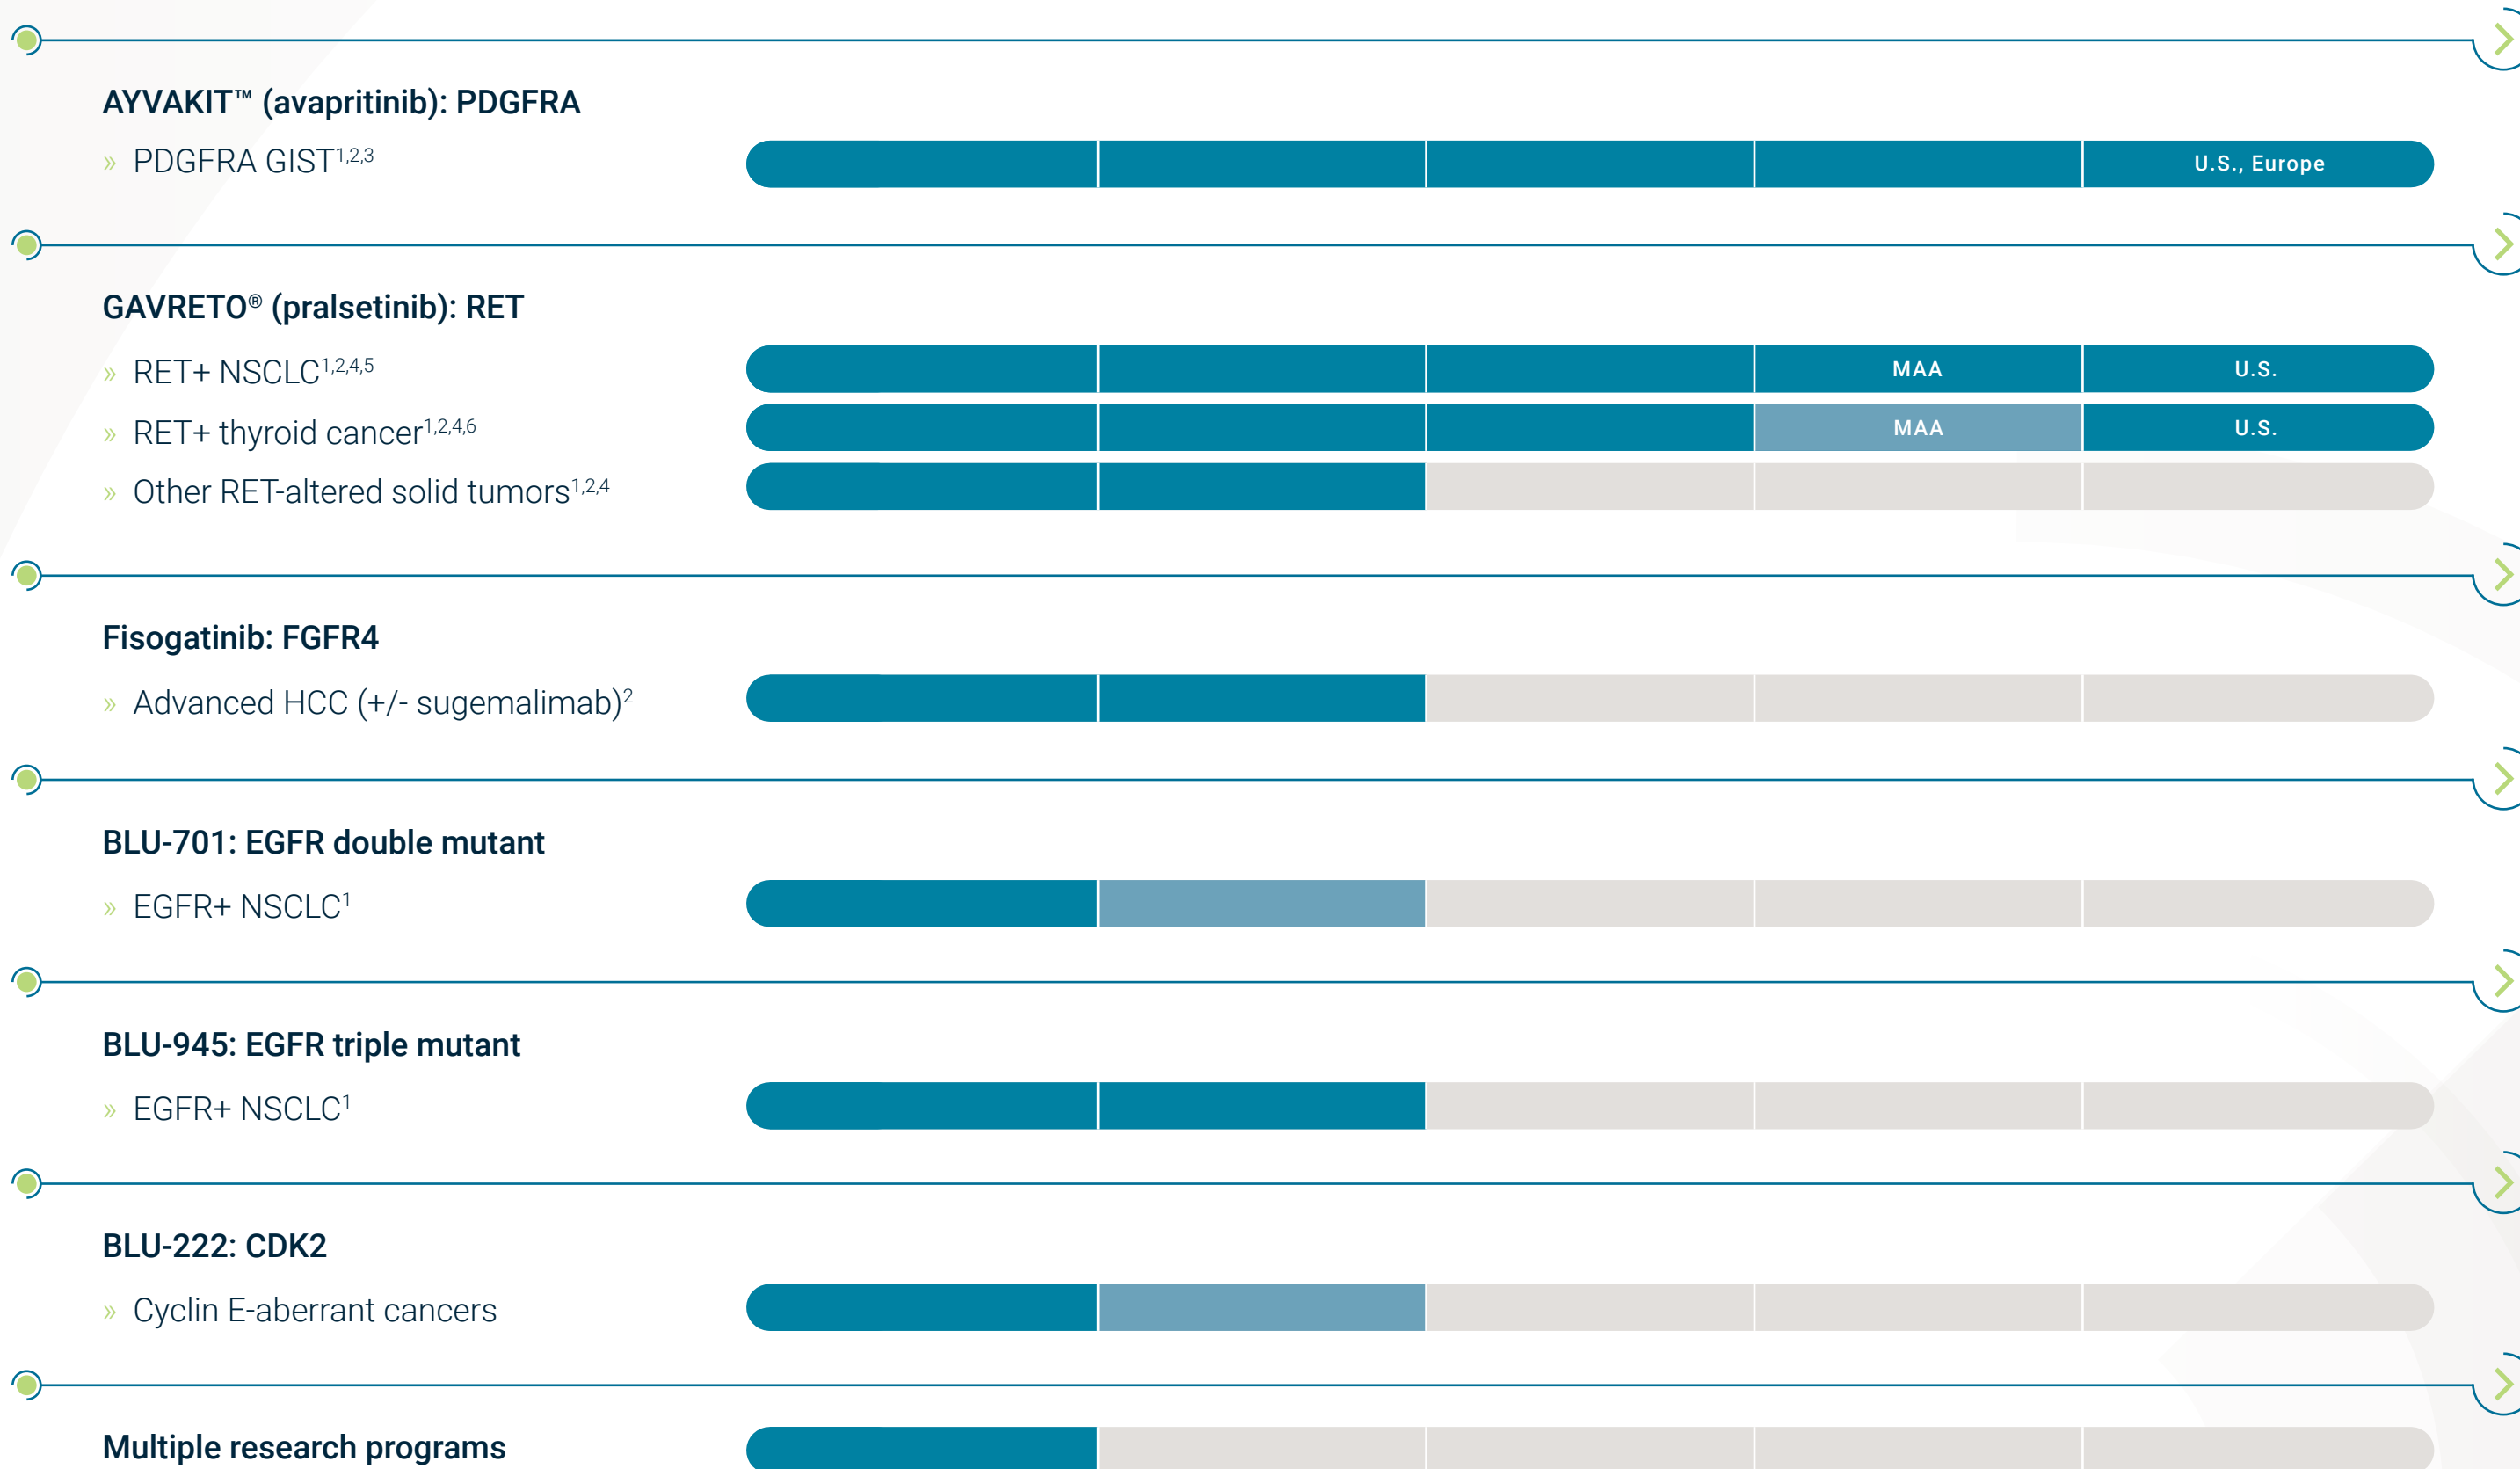 AYVAKIT™ (avapritinib): PDGFRA
» PDGFRA GIST1,2,3
U.S., Europe
GAVRETO® (pralsetinib): RET
» RET+ NSCLC1,2,4,5
MAA
U.S.
» RET+ thyroid cancer1,2,4,6
MAA
U.S.
» Other RET-altered solid tumors1,2,4
Fisogatinib: FGFR4
» Advanced HCC (+/- sugemalimab)2
BLU-701: EGFR double mutant
» EGFR+ NSCLC1
BLU-945: EGFR triple mutant
» EGFR+ NSCLC1
BLU-222: CDK2
» Cyclin E-aberrant cancers
Multiple research programs